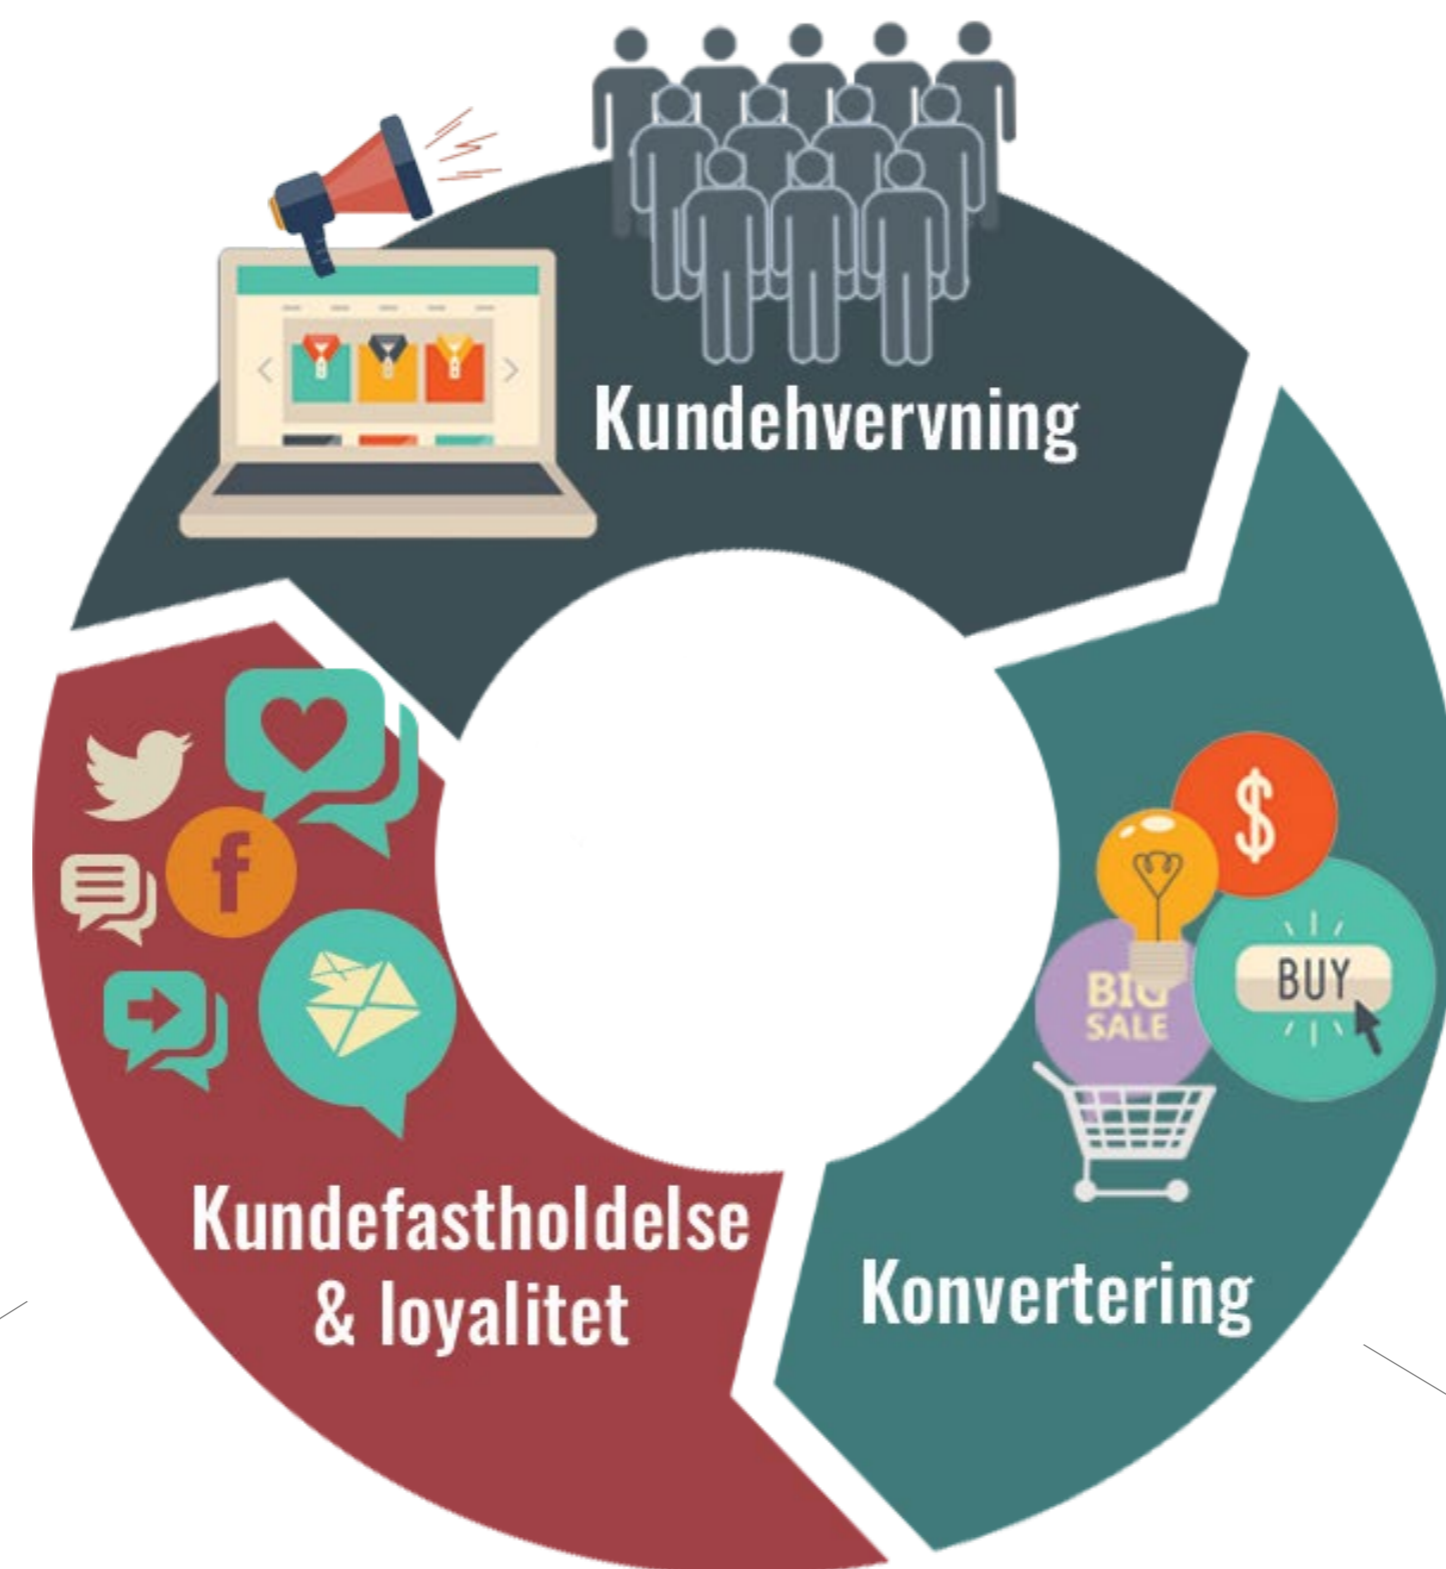 Kundehvervning
$
BIG
SALE
BUY
f
Kundefastholdelse
& loyalitet
Konvertering